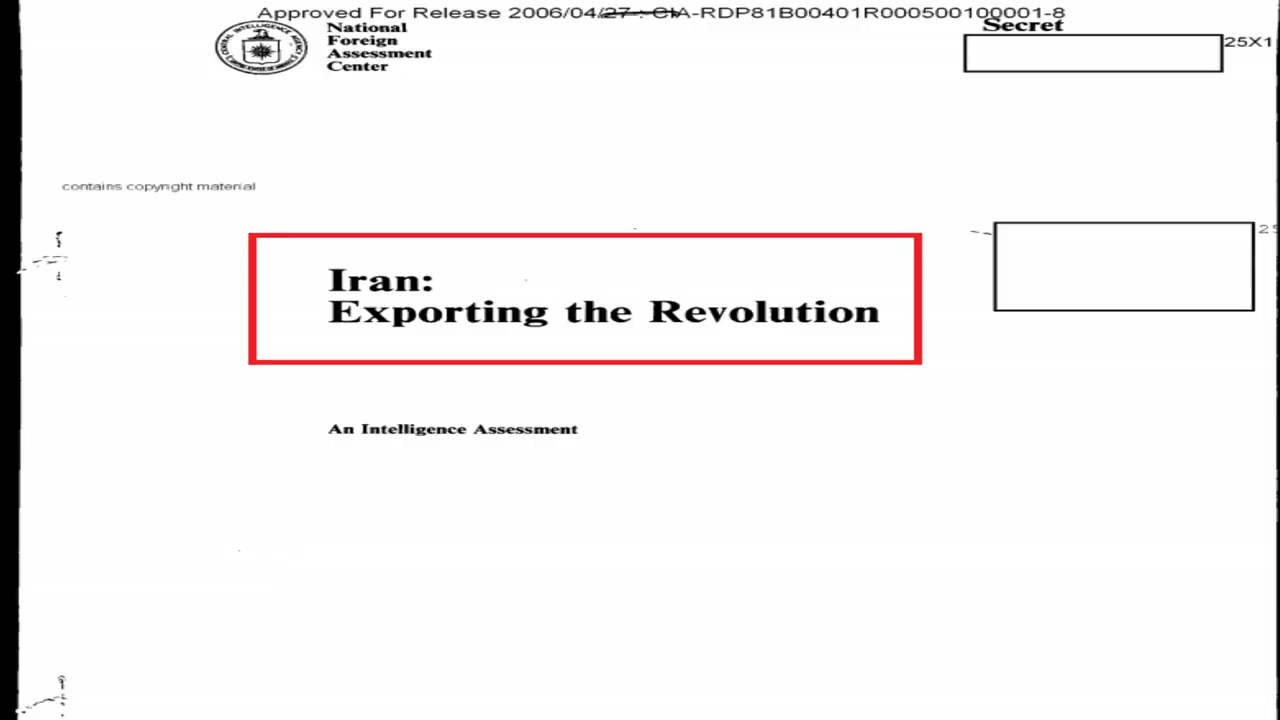 Approved For Release 2006/04/27 : CIA-RDP81B00401R000500100001-8
National
Foreign
Assessment
Center
Secret
25X1
contains copyright material
25
Iran:
Exporting the Revolution
An Intelligence Assessment